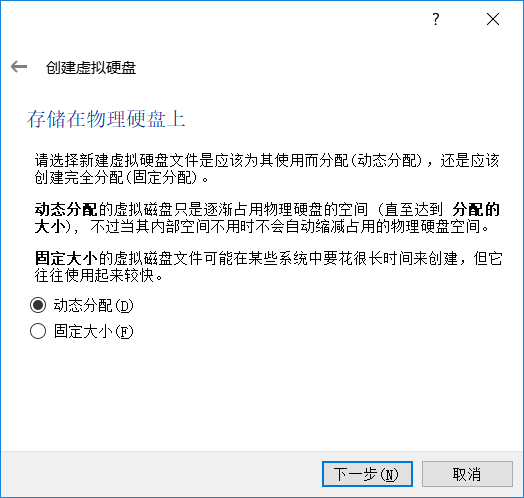 ?
创建虚拟硬盘
存储在物理硬盘上
请选择新建虚拟硬盘文件是应该为其使用而分配(动态分配)，还是应该
创建完全分配(固定分配)。
动态分配的虚拟磁盘只是逐渐占用物理硬盘的空间 (直至达到 分配的
大小)，不过当其内部空间不用时不会自动缩减占用的物理硬盘空间。
固定大小的虚拟磁盘文件可能在某些系统中要花很长时间来创建，但它
往往使用起来较快。
动态分配(D)
固定大小(F)
下一步(N)
取消